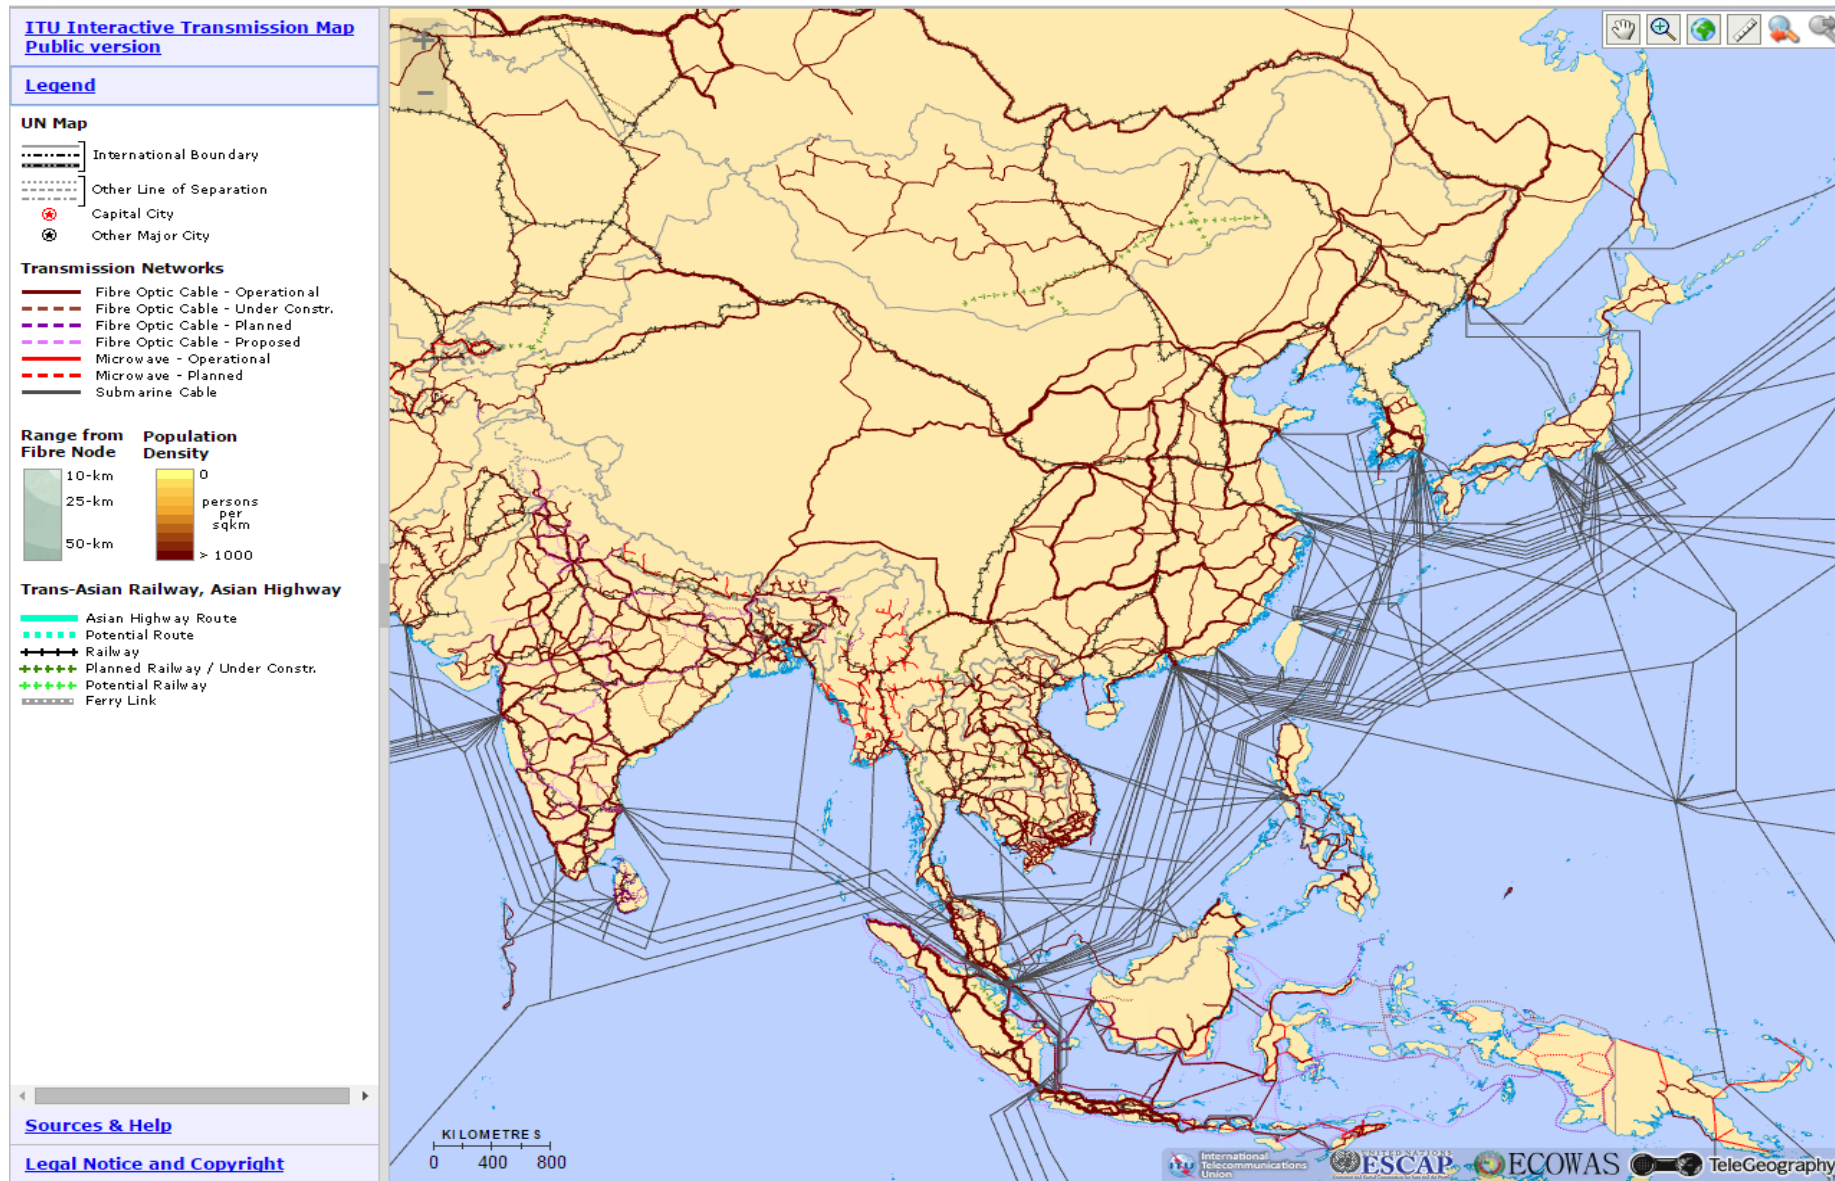 ITU Interactive Transmission Map
Public version
Legend
UN Map
International Boundary
Other Line of Separation
Capital City
Other Major City
Transmission Networks
Fibre Optic Cable - Operational
Fibre Optic Cable - Under Constr.
Fibre Optic Cable - Planned
Fibre Optic Cable - Proposed
Microwave - Operational
Microwave - Planned
Submarine Cable
Range from
Fibre Node
10-km
25-km
50-km
Population
Density
0
persons
per
sqkm
> 1000
Trans-Asian Railway, Asian Highway
Asian Highway Route
Potential Route
Railway
Planned Railway / Under Constr.
Potential Railway
Ferry Link
Sources & Help
Legal Notice and Copyright
KILOMETRES
0 400 800
ITU
International
Telecommunications
Union
ESCAP
ECOWAS
TeleGeography